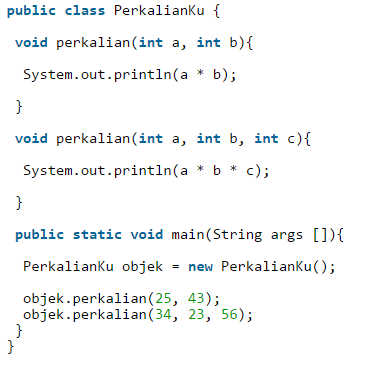 public class PerkalianKu {
void perkalian(int a, int b){
System.out.println(a * b);
}
void perkalian(int a, int b, int c){
System.out.println(a * b * c);
}
public static void main(String args []){
PerkalianKu objek = new PerkalianKu();
objek.perkalian(25, 43);
objek.perkalian(34, 23, 56);
}
}